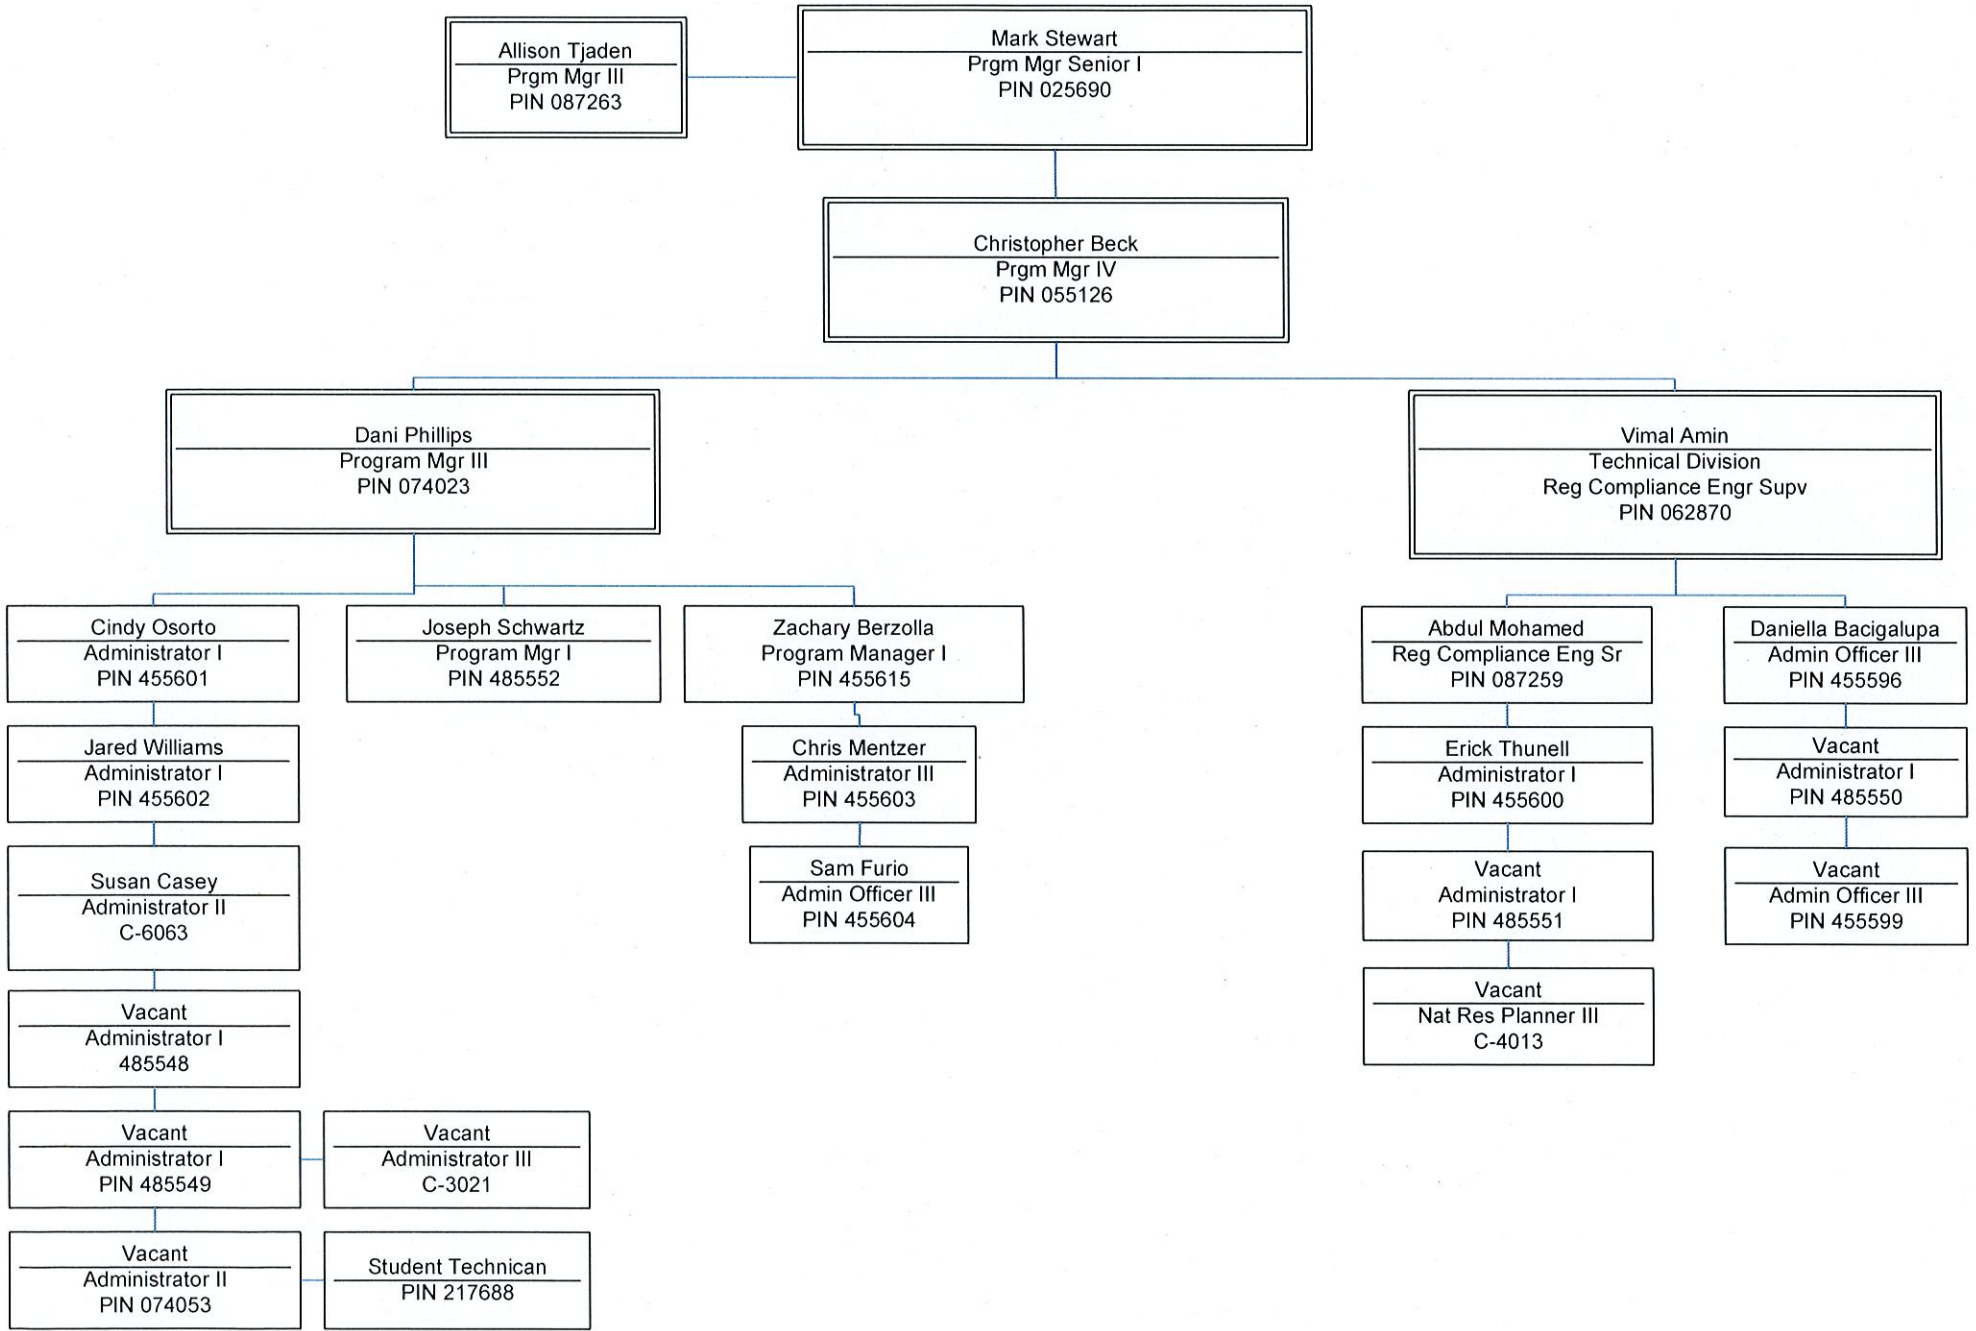 Allison Tjaden
Prgm Mgr III
PIN 087263
Mark Stewart
Prgm Mgr Senior I
PIN 025690
Christopher Beck
Prgm Mgr IV
PIN 055126
Dani Phillips
Program Mgr III
PIN 074023
Vimal Amin
Technical Division
Reg Compliance Engr Supv
PIN 062870
Cindy Osorto
Administrator I
PIN 455601
Joseph Schwartz
Program Mgr I
PIN 485552
Zachary Berzolla
Program Manager I
PIN 455615
Abdul Mohamed
Reg Compliance Eng Sr
PIN 087259
Daniella Bacigalupa
Admin Officer III
PIN 455596
Jared Williams
Administrator I
PIN 455602
Chris Mentzer
Administrator III
PIN 455603
Erick Thunell
Administrator I
PIN 455600
Vacant
Administrator I
PIN 485550
Susan Casey
Administrator II
C-6063
Sam Furio
Admin Officer III
PIN 455604
Vacant
Administrator I
PIN 485551
Vacant
Admin Officer III
PIN 455599
Vacant
Administrator I
485548
Vacant
Nat Res Planner III
C-4013
Vacant
Administrator I
PIN 485549
Vacant
Administrator III
C-3021
Vacant
Administrator II
PIN 074053
Student Technican
PIN 217688